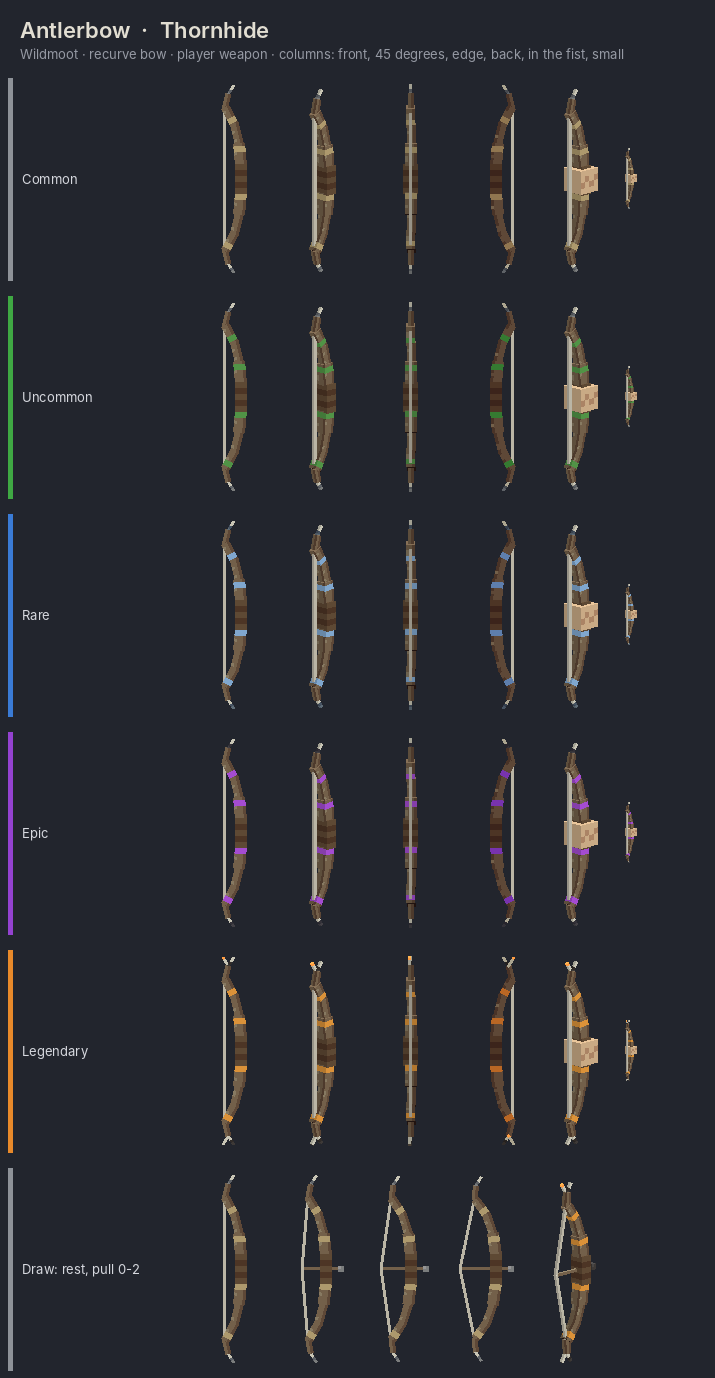 Antlerbow · Thornhide
Wildmoot · recurve bow · player weapon · columns: front, 45 degrees, edge, back, in the fist, small
Common
Uncommon
Rare
Epic
Legendary
Draw: rest, pull 0-2